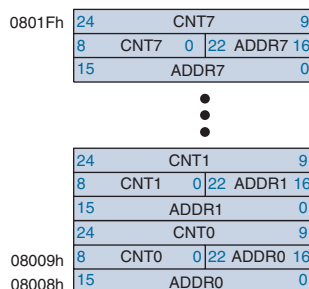 0801Fh 24 CNT7 9
8 CNT7 0 22 ADDR7 16
15 ADDR7 0
24 CNT1 9
8 CNT1 0 22 ADDR1 16
15 ADDR1 0
24 CNT0 9
08009h 8 CNT0 0 22 ADDR0 16
08008h 15 ADDR0 0